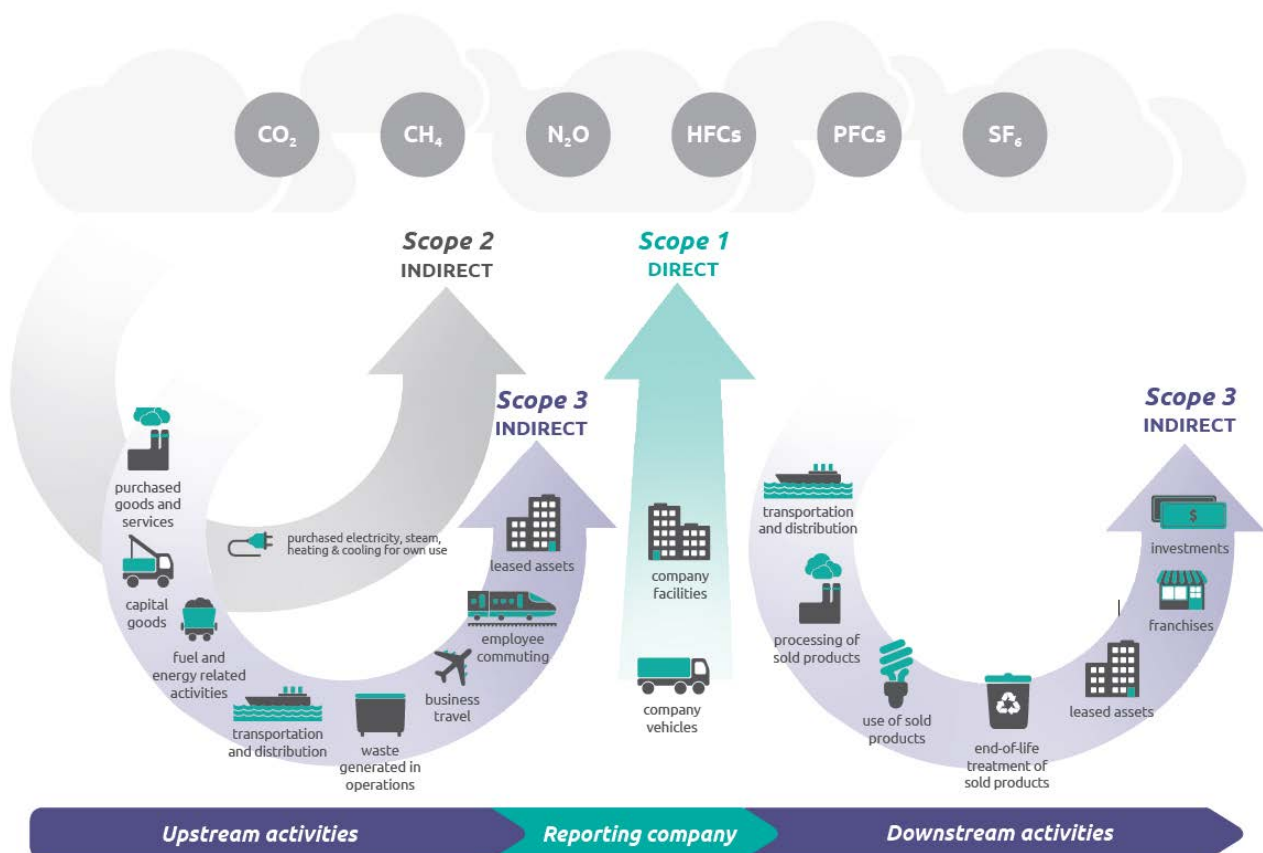 CO₂
CH₄
N₂O
HFCs
PFCs
SF₆
Scope 2
INDIRECT
Scope 1
DIRECT
Scope 3
INDIRECT
Scope 3
INDIRECT
purchased
goods and
services
capital
goods
fuel and
energy related
activities
transportation
and distribution
waste
generated in
operations
business
travel
employee
commuting
leased assets
purchased electricity, steam,
heating & cooling for own use
company
facilities
company
vehicles
transportation
and distribution
processing of
sold products
use of sold
products
end-of-life
treatment of
sold products
leased assets
franchises
$
investments
Upstream activities
Reporting company
Downstream activities